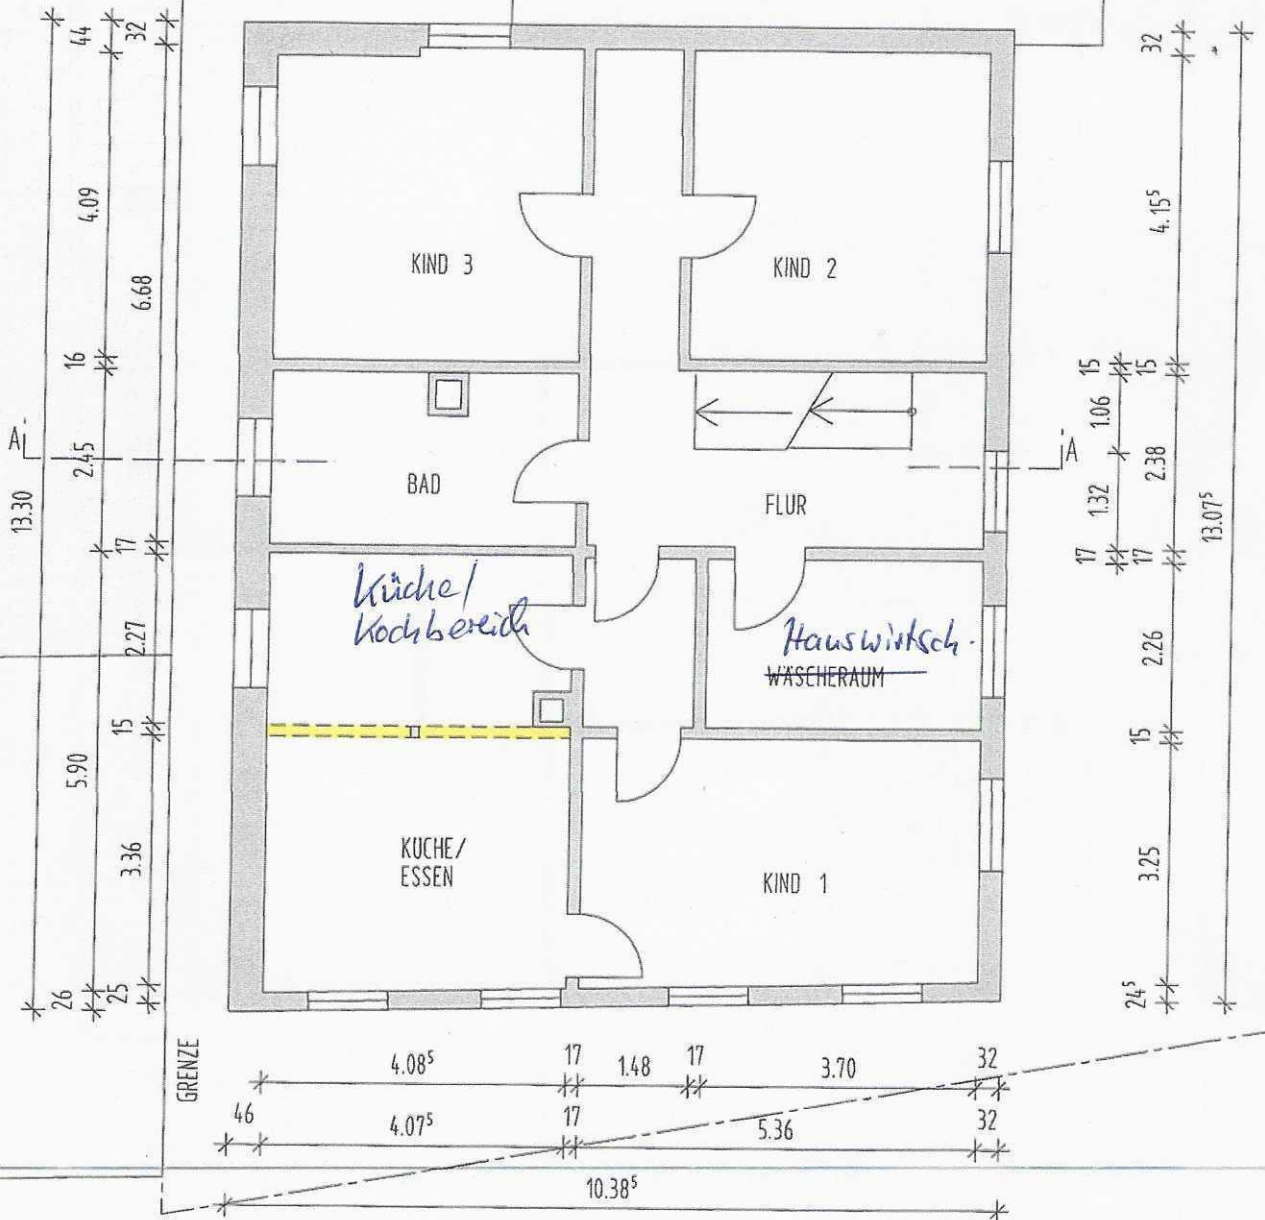 44
32
32
4.09
4.15⁵
KIND 3
KIND 2
6.68
16
15
15
1.06
A
A
2.45
BAD
2.38
13.30
1.32
FLUR
13.07⁵
17
17
17
Küche/
Kochbereich
2.27
Hauswirtsch.
WÄSCHERAUM
2.26
15
15
5.90
3.36
KÜCHE/
ESSEN
KIND 1
3.25
26
25
24⁵
GRENZE
4.08⁵
17
1.48
17
3.70
32
46
4.07⁵
17
5.36
32
10.38⁵